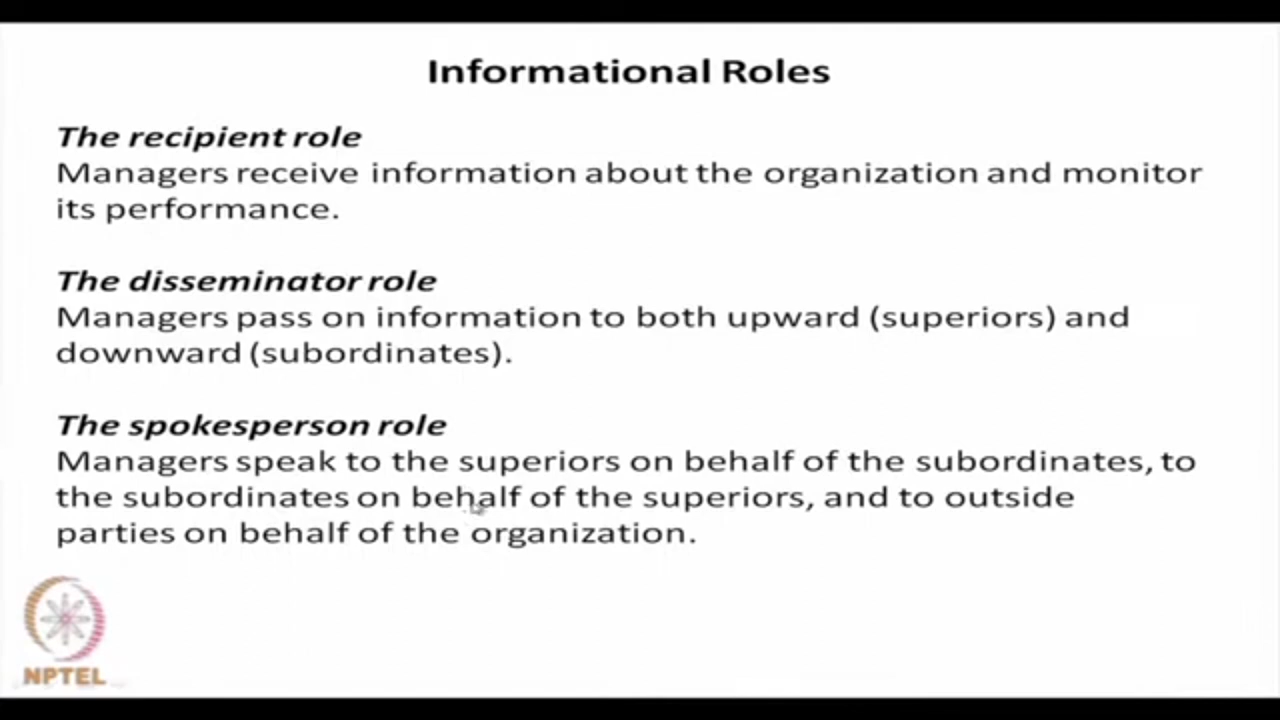 Informational Roles
The recipient role
Managers receive information about the organization and monitor
its performance.
The disseminator role
Managers pass on information to both upward (superiors) and
downward (subordinates).
The spokesperson role
Managers speak to the superiors on behalf of the subordinates, to
the subordinates on behalf of the superiors, and to outside
parties on behalf of the organization.
NPTEL